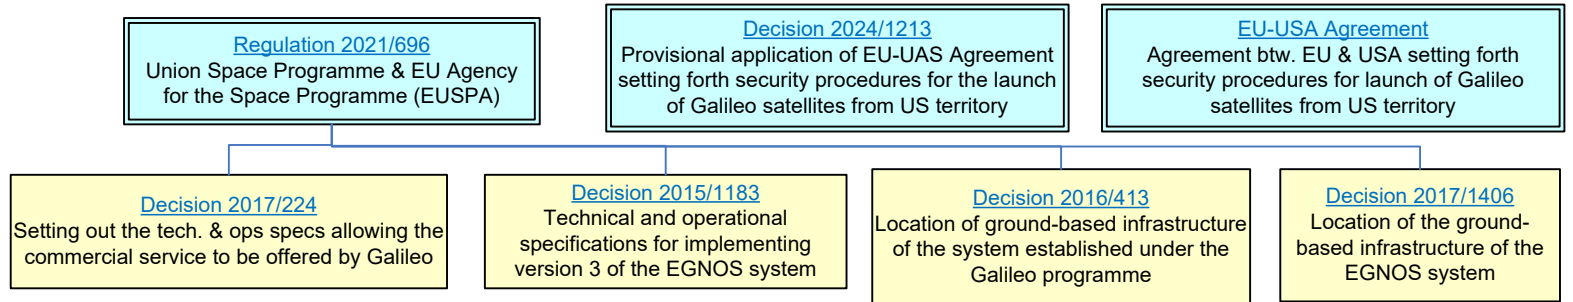 Regulation 2021/696
Union Space Programme & EU Agency
for the Space Programme (EUSPA)
Decision 2024/1213
Provisional application of EU-UAS Agreement
setting forth security procedures for the launch
of Galileo satellites from US territory
EU-USA Agreement
Agreement btw. EU & USA setting forth
security procedures for launch of Galileo
satellites from US territory
Decision 2017/224
Setting out the tech. & ops specs allowing the
commercial service to be offered by Galileo
Decision 2015/1183
Technical and operational
specifications for implementing
version 3 of the EGNOS system
Decision 2016/413
Location of ground-based infrastructure
of the system established under the
Galileo programme
Decision 2017/1406
Location of the ground-
based infrastructure of the
EGNOS system